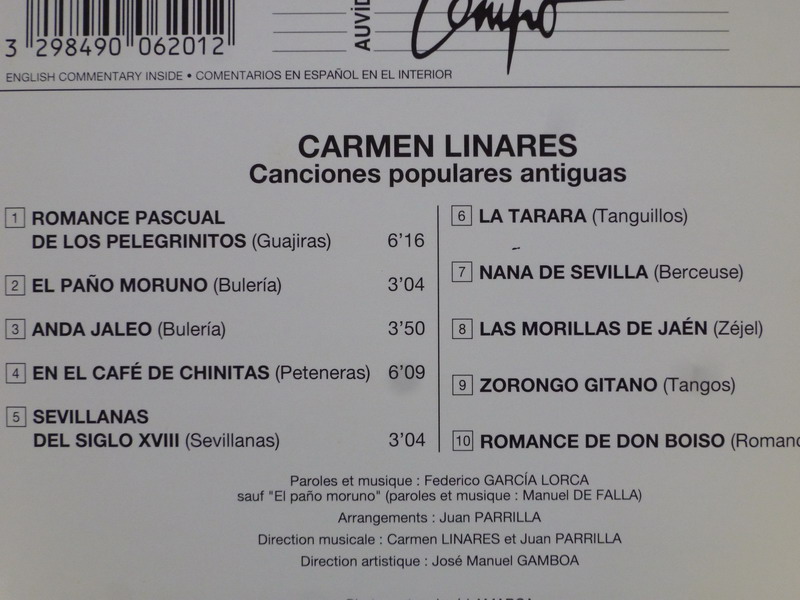 3 298490 062012
AUVID
ENGLISH COMMENTARY INSIDE • COMENTARIOS EN ESPAÑOL EN EL INTERIOR
CARMEN LINARES
Canciones populares antiguas
1 ROMANCE PASCUAL
DE LOS PELEGRINITOS (Guajiras) 6'16
2 EL PAÑO MORUNO (Bulería) 3'04
3 ANDA JALEO (Bulería) 3'50
4 EN EL CAFÉ DE CHINITAS (Peteneras) 6'09
5 SEVILLANAS
DEL SIGLO XVIII (Sevillanas) 3'04
6 LA TARARA (Tanguillos)
7 NANA DE SEVILLA (Berceuse)
8 LAS MORILLAS DE JAÉN (Zéjel)
9 ZORONGO GITANO (Tangos)
10 ROMANCE DE DON BOISO (Romanc
Paroles et musique : Federico GARCÍA LORCA
sauf "El paño moruno" (paroles et musique : Manuel DE FALLA)
Arrangements : Juan PARRILLA
Direction musicale : Carmen LINARES et Juan PARRILLA
Direction artistique : José Manuel GAMBOA